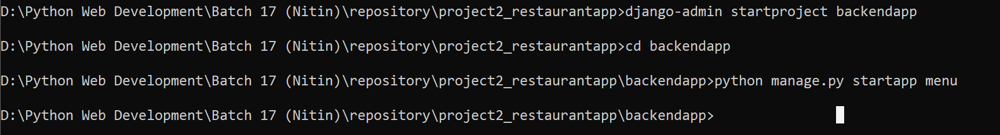 D:\Python Web Development\Batch 17 (Nitin)\repository\project2_restaurantapp>django-admin startproject backendapp
D:\Python Web Development\Batch 17 (Nitin)\repository\project2_restaurantapp>cd backendapp
D:\Python Web Development\Batch 17 (Nitin)\repository\project2_restaurantapp\backendapp>python manage.py startapp menu
D:\Python Web Development\Batch 17 (Nitin)\repository\project2_restaurantapp\backendapp>